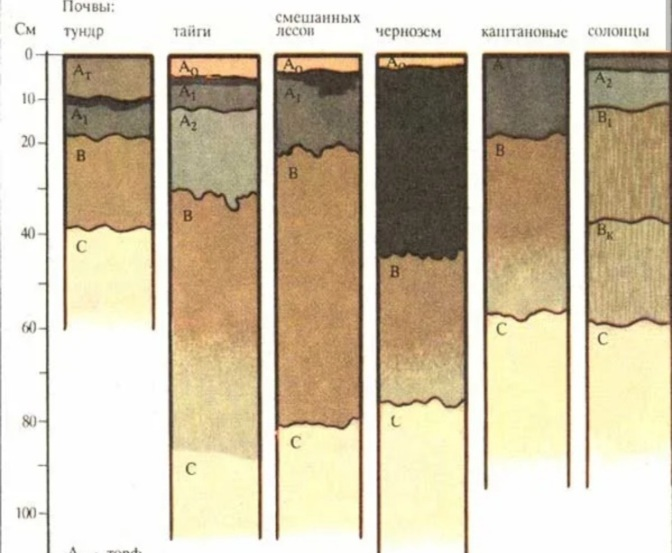 Почвы:
См
тундр
тайги
смешанных
лесов
чернозем
каштановые
солонцы
0
10
20
40
60
80
100
Aт
A1
B
C
A0
A1
A2
B
C
A0
A1
B
C
A0
B
C
A
B
C
A2
B1
Bк
C
торф